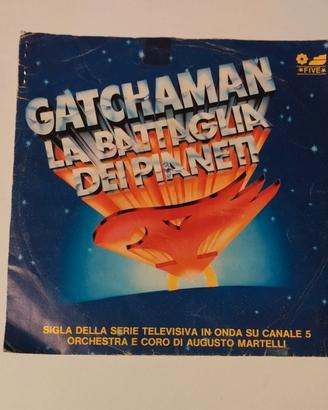 *FIVE*
GATCHAMAN
LA BATTAGLIA
DEI PIANETI
SIGLA DELLA SERIE TELEVISIVA IN ONDA SU CANALE 5
ORCHESTRA E CORO DI AUGUSTO MARTELLI